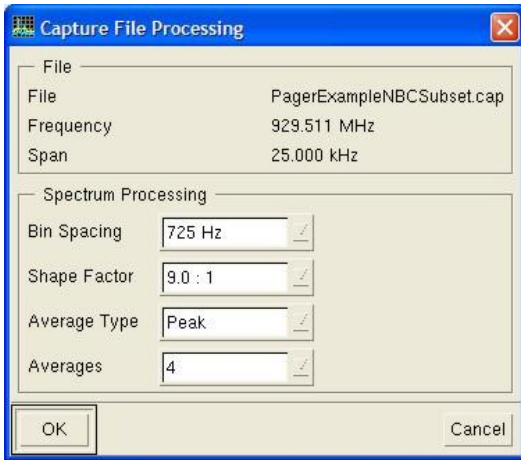 Capture File Processing
File
File PagerExampleNBCSubset.cap
Frequency 929.511 MHz
Span 25.000 kHz
Spectrum Processing
Bin Spacing 725 Hz
Shape Factor 9.0 : 1
Average Type Peak
Averages 4
OK Cancel